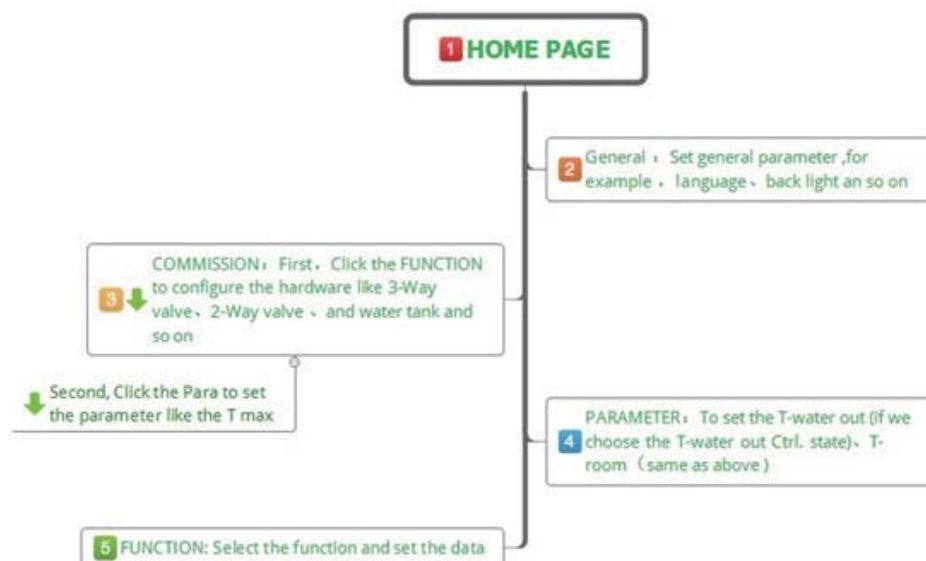 1 HOME PAGE
2 General： Set general parameter ,for
example 、language、back light an so on
3 COMMISSION： First， Click the FUNCTION
to configure the hardware like 3-Way
valve、2-Way valve 、and water tank and
so on
Second, Click the Para to set
the parameter like the T max
4 PARAMETER： To set the T-water out (if we
choose the T-water out Ctrl. state)、T-
room（same as above）
5 FUNCTION: Select the function and set the data